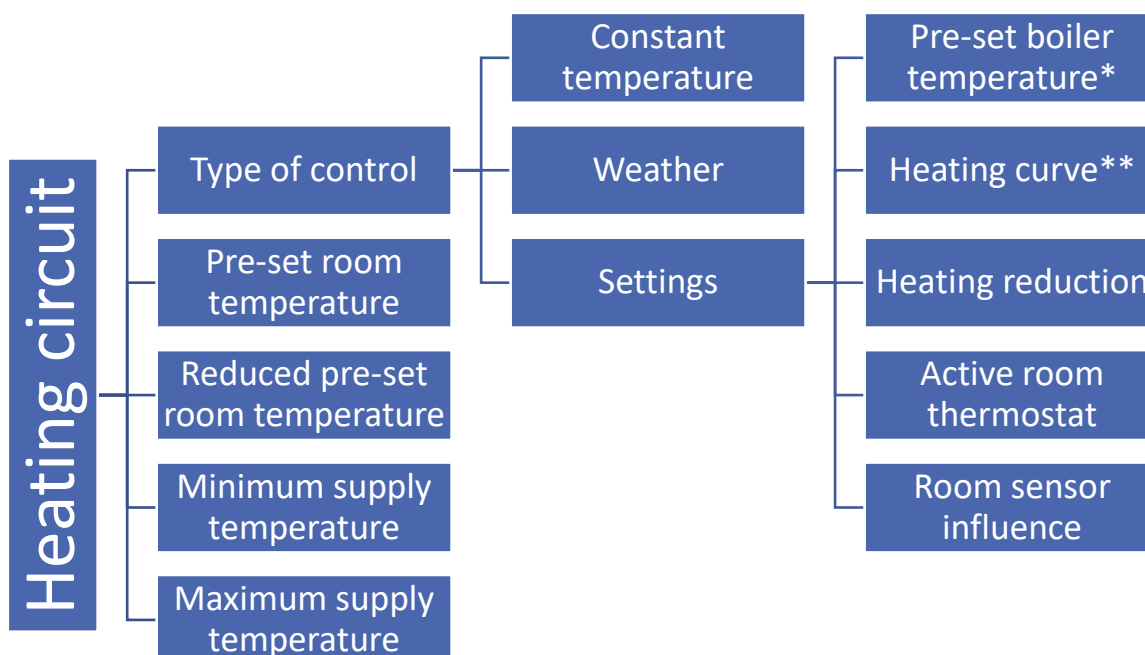 Heating circuit
Type of control
Pre-set room
temperature
Reduced pre-set
room temperature
Minimum supply
temperature
Maximum supply
temperature
Constant
temperature
Weather
Settings
Pre-set boiler
temperature*
Heating curve**
Heating reduction
Active room
thermostat
Room sensor
influence